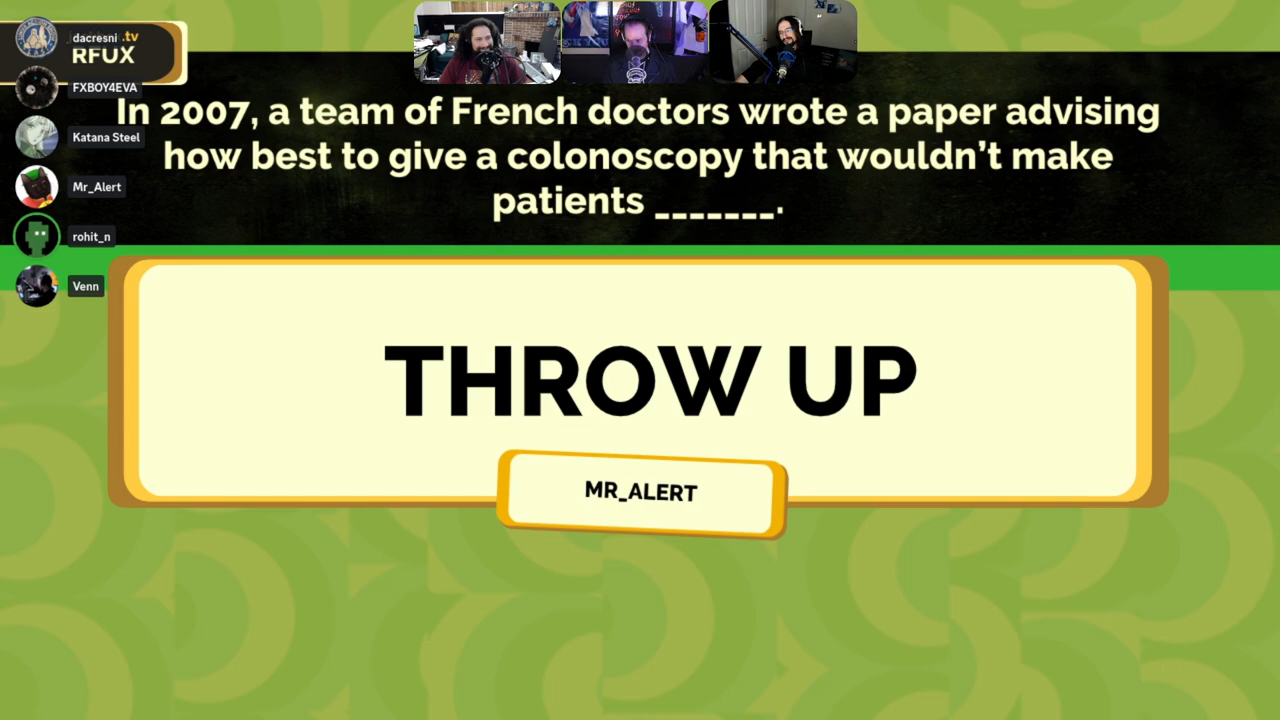 dacresni .tv
RFUX
FXBOY4EVA
Katana Steel
Mr_Alert
rohit_n
Venn
In 2007, a team of French doctors wrote a paper advising
how best to give a colonoscopy that wouldn’t make
patients _______.
THROW UP
MR_ALERT